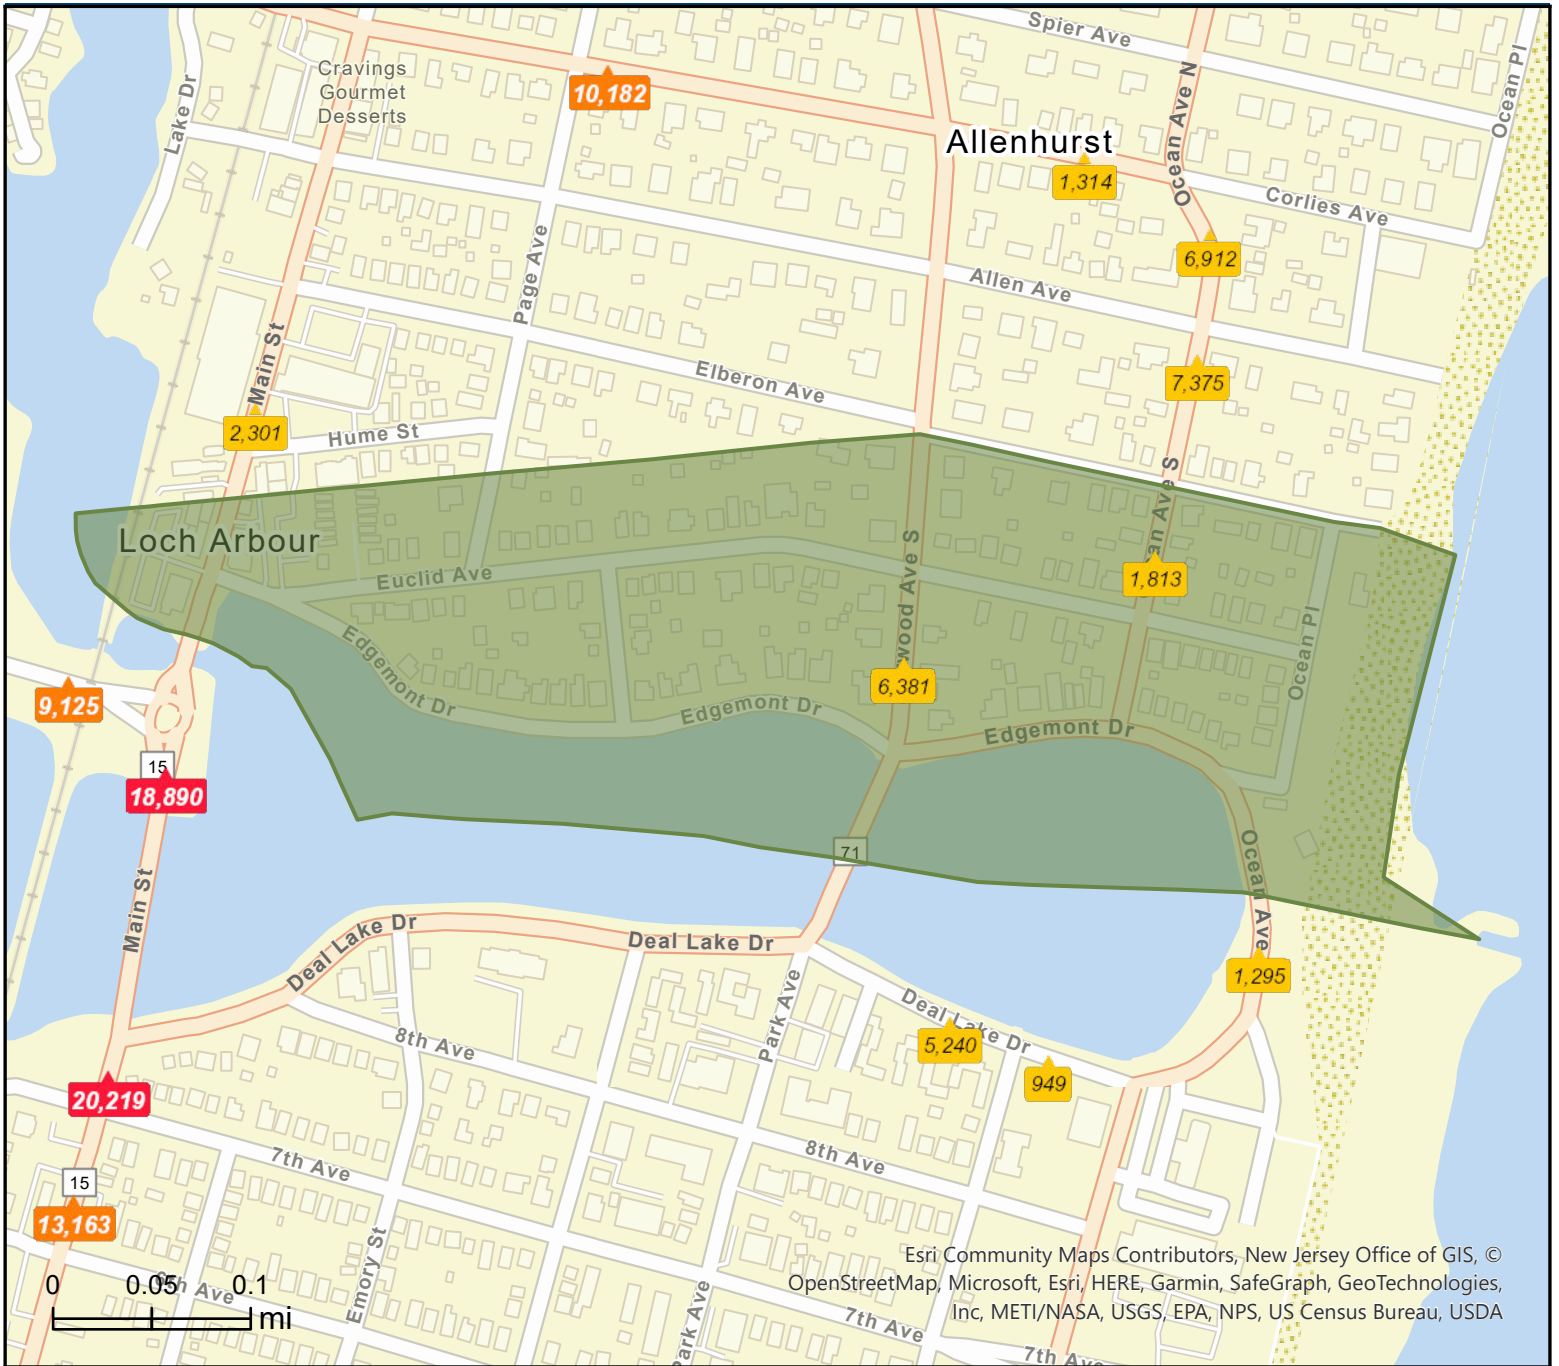 Spier Ave
Ocean Pl
Lake Dr
Cravings
Gourmet
Desserts
10,182
Ocean Ave N
Allenhurst
1,314
Corlies Ave
6,912
Page Ave
Allen Ave
Main St
Elberon Ave
7,375
2,301
Hume St
Loch Arbour
an Ave S
Euclid Ave
wood Ave S
1,813
Edgemont Dr
Ocean Pl
6,381
9,125
Edgemont Dr
Edgemont Dr
15
18,890
71
Ocean Ave
Main St
Deal Lake Dr
Deal Lake Dr
1,295
Deal Lake Dr
Park Ave
8th Ave
5,240
949
20,219
7th Ave
8th Ave
15
13,163
Emory St
Park Ave
7th Ave
7th Ave
0 0.05 0.1
mi
Esri Community Maps Contributors, New Jersey Office of GIS, ©
OpenStreetMap, Microsoft, Esri, HERE, Garmin, SafeGraph, GeoTechnologies,
Inc, METI/NASA, USGS, EPA, NPS, US Census Bureau, USDA